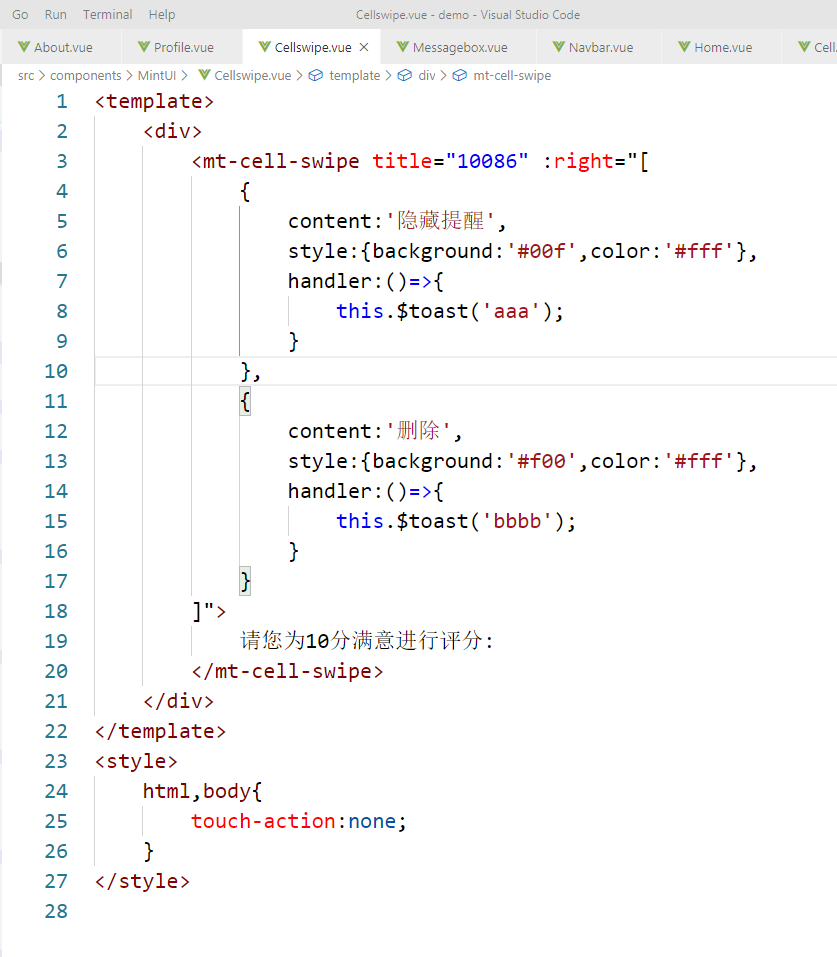 Go Run Terminal Help Cellswipe.vue - demo - Visual Studio Code
About.vue Profile.vue Cellswipe.vue × Messagebox.vue Navbar.vue Home.vue Cell.
src > components > MintUI > Cellswipe.vue > template > div > mt-cell-swipe
1 <template>
2 <div>
3 <mt-cell-swipe title="10086" :right="[
4 {
5 content:'隐藏提醒',
6 style:{background:'#00f',color:'#fff'},
7 handler:()=>{
8 this.$toast('aaa');
9 }
10 },
11 {
12 content:'删除',
13 style:{background:'#f00',color:'#fff'},
14 handler:()=>{
15 this.$toast('bbbb');
16 }
17 }
18 ]">
19 请您为10分满意进行评分:
20 </mt-cell-swipe>
21 </div>
22 </template>
23 <style>
24 html,body{
25 touch-action:none;
26 }
27 </style>
28